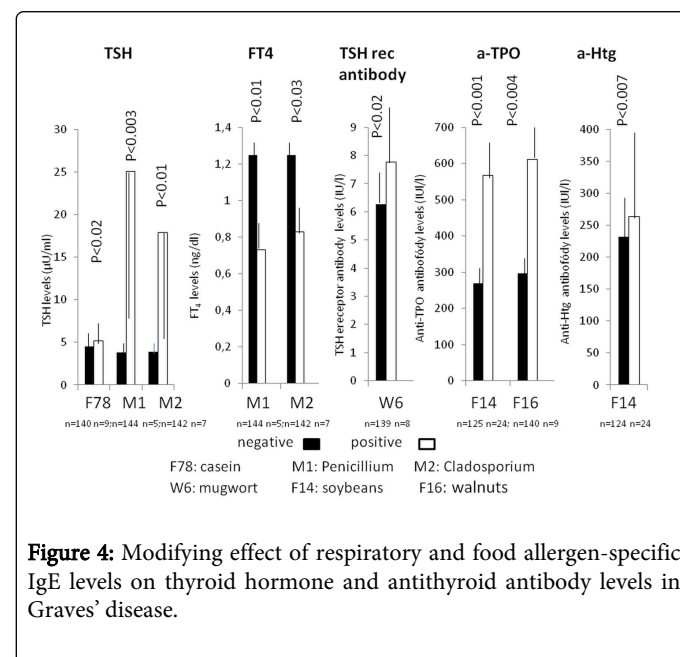 TSH FT4 TSH rec antibody a-TPO a-Htg
P<0.02 P<0.003 P<0.01
TSH levels (µU/ml)
30
25
20
15
10
5
0
F78 M1 M2
n=140 n=9;n=144 n=5;n=142 n=7
P<0.01 P<0.03
FT4 levels (ng/dl)
1,4
1,2
1
0,8
0,6
0,4
0,2
0
M1 M2
n=144 n=5;n=142 n=7
P<0.02
TSH ereceptor antibody levels (IU/l)
9
8
7
6
5
4
3
2
1
0
W6
n=139 n=8
P<0.001 P<0.004
Anti-TPO antibofódy levels (IUI/l)
700
600
500
400
300
200
100
0
F14 F16
n=125 n=24; n=140 n=9
P<0.007
Anti-Htg antibofódy levels (IUI/l)
400
350
300
250
200
150
100
50
0
F14
n=124 n=24
negative positive
F78: casein M1: Penicillium M2: Cladosporium
W6: mugwort F14: soybeans F16: walnuts
Figure 4: Modifying effect of respiratory and food allergen-specific
IgE levels on thyroid hormone and antithyroid antibody levels in
Graves' disease.